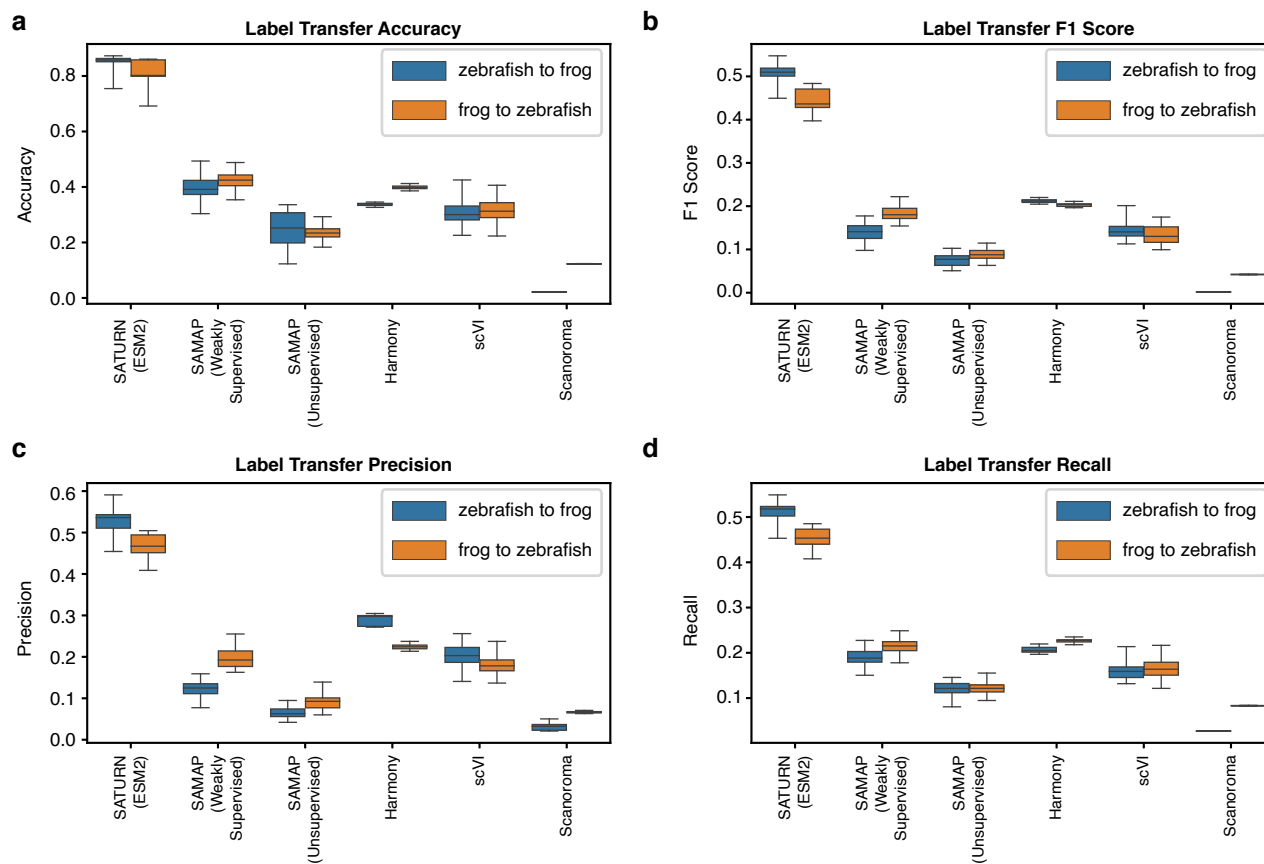 a
Label Transfer Accuracy
zebrafish to frog
frog to zebrafish
Accuracy
0.8
0.6
0.4
0.2
0.0
SATURN
(ESM2)
SAMAP
(Weakly
Supervised)
SAMAP
(Unsupervised)
Harmony
scVI
Scanoroma
b
Label Transfer F1 Score
zebrafish to frog
frog to zebrafish
F1 Score
0.5
0.4
0.3
0.2
0.1
0.0
SATURN
(ESM2)
SAMAP
(Weakly
Supervised)
SAMAP
(Unsupervised)
Harmony
scVI
Scanoroma
c
Label Transfer Precision
zebrafish to frog
frog to zebrafish
Precision
0.6
0.5
0.4
0.3
0.2
0.1
0.0
SATURN
(ESM2)
SAMAP
(Weakly
Supervised)
SAMAP
(Unsupervised)
Harmony
scVI
Scanoroma
d
Label Transfer Recall
zebrafish to frog
frog to zebrafish
Recall
0.5
0.4
0.3
0.2
0.1
SATURN
(ESM2)
SAMAP
(Weakly
Supervised)
SAMAP
(Unsupervised)
Harmony
scVI
Scanoroma